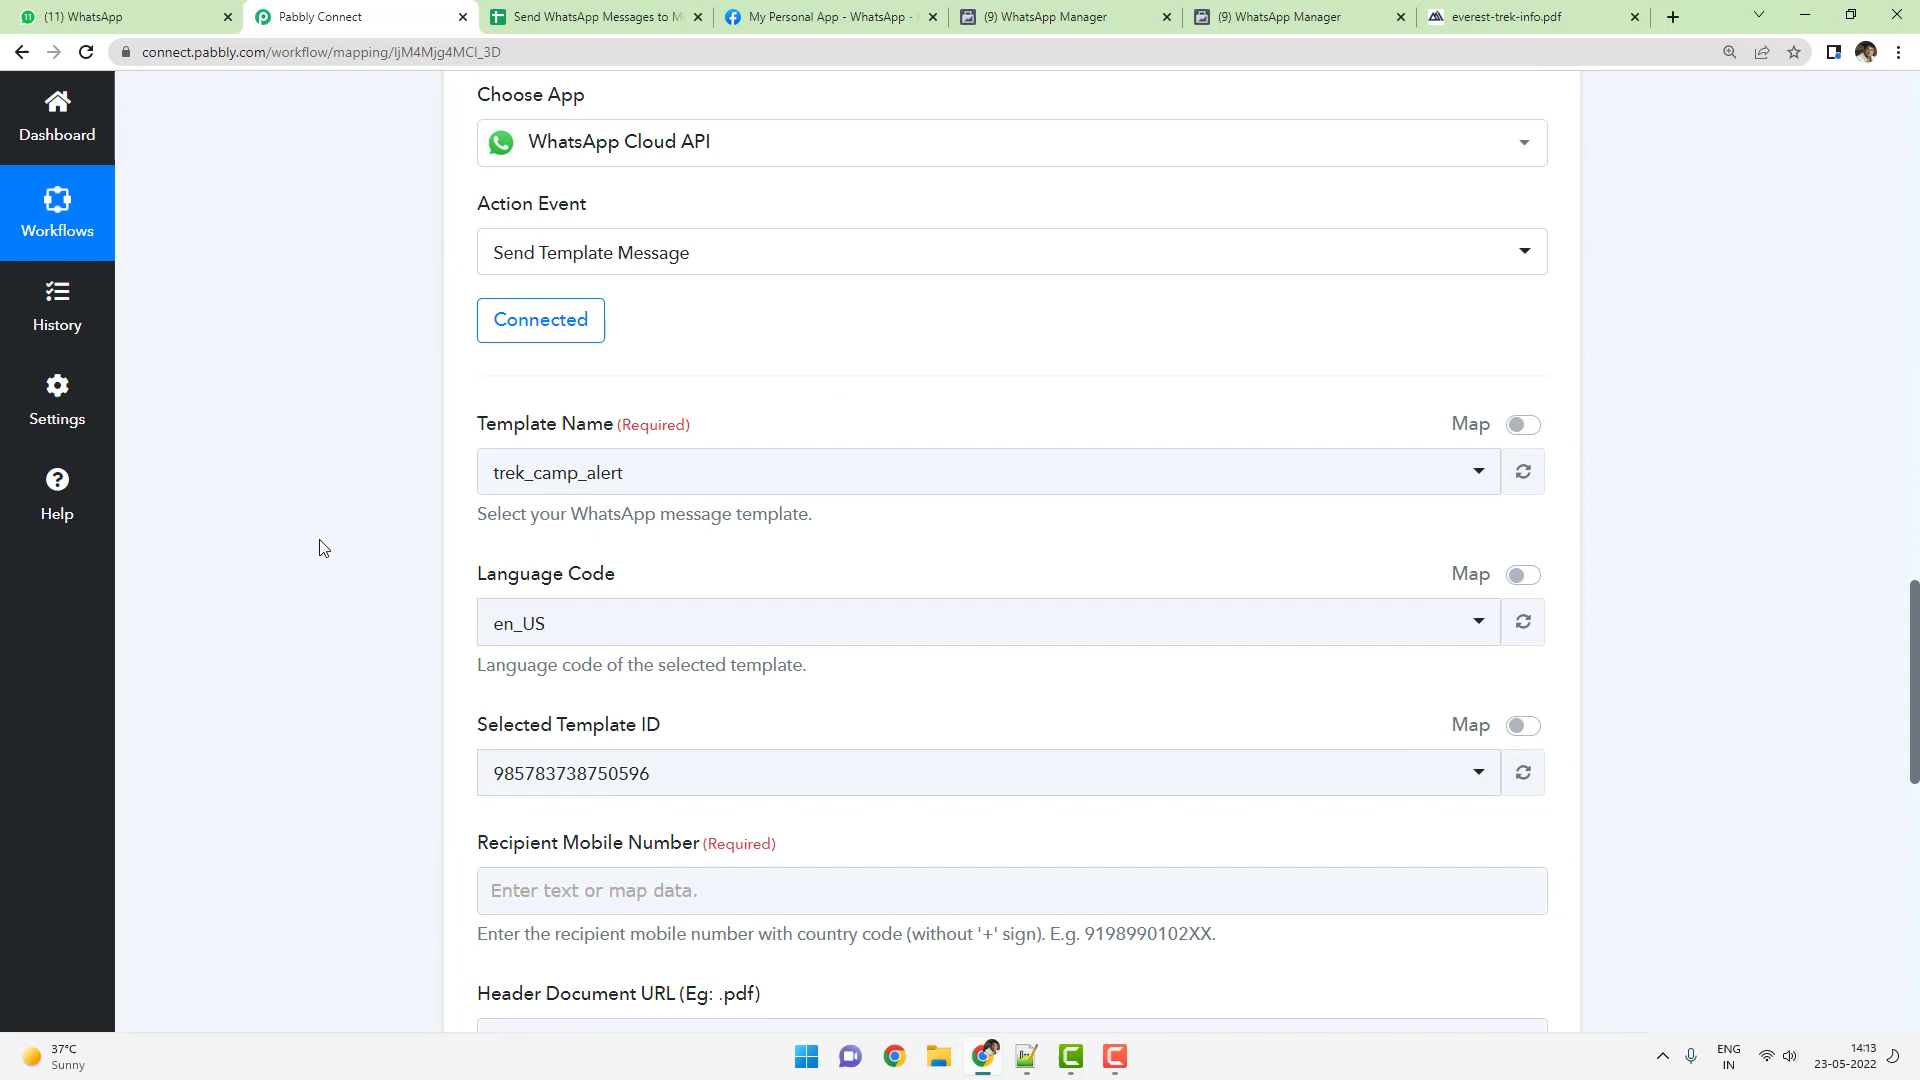 (11) WhatsApp
Pabbly Connect
Send WhatsApp Messages to M
My Personal App - WhatsApp -
(9) WhatsApp Manager
(9) WhatsApp Manager
everest-trek-info.pdf
connect.pabbly.com/workflow/mapping/IjM4Mjg4MCI_3D
Dashboard
Workflows
History
Settings
Help
Choose App
WhatsApp Cloud API
Action Event
Send Template Message
Connected
Template Name (Required)
Map
trek_camp_alert
Select your WhatsApp message template.
Language Code
Map
en_US
Language code of the selected template.
Selected Template ID
Map
985783738750596
Recipient Mobile Number (Required)
Enter text or map data.
Enter the recipient mobile number with country code (without '+' sign). E.g. 9198990102XX.
Header Document URL (Eg: .pdf)
37°C
Sunny
ENG
IN
14:13
23-05-2022